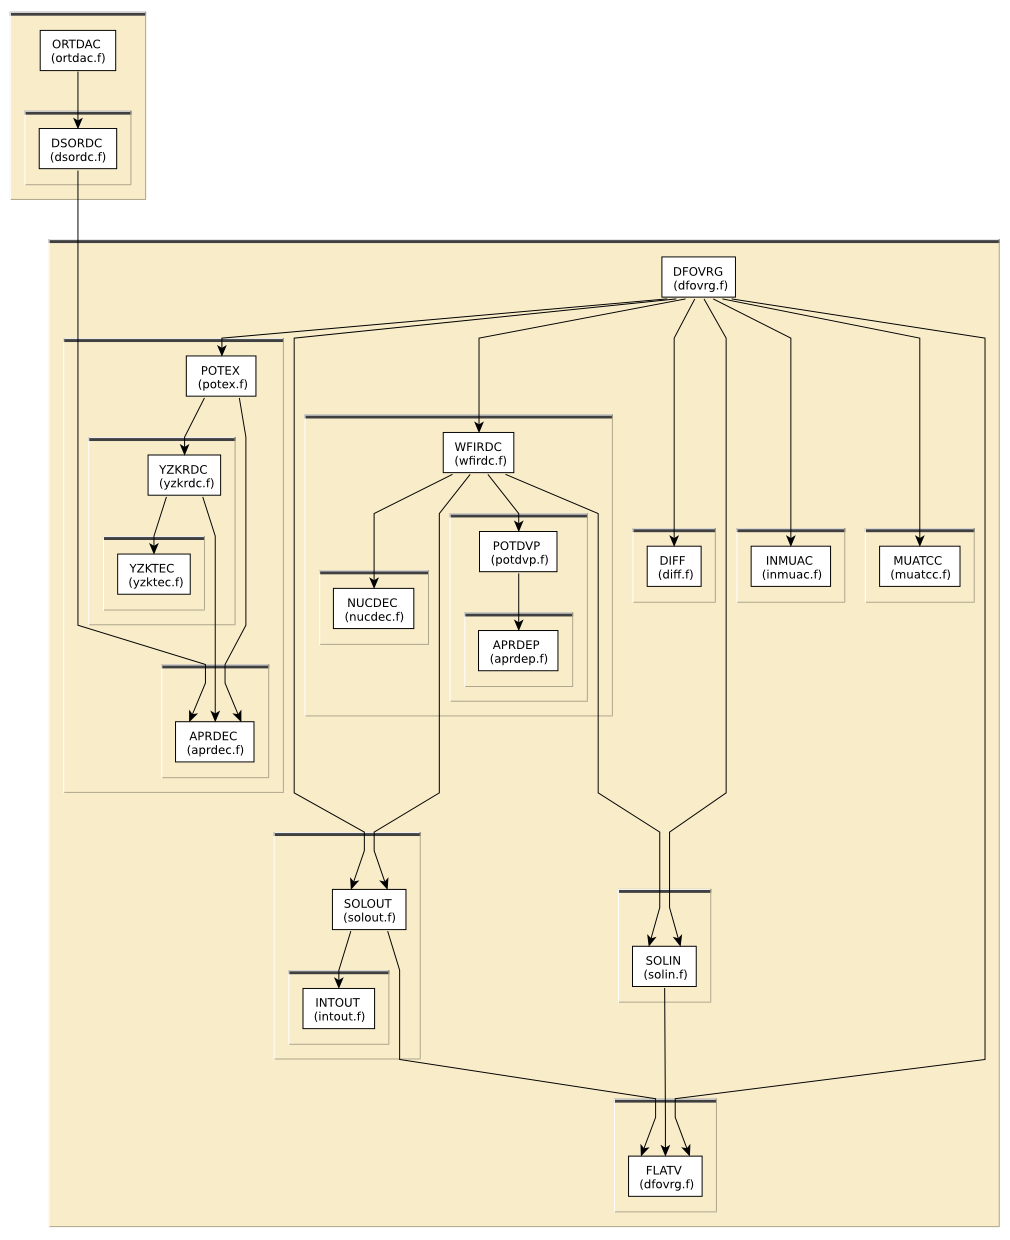 ORTDAC
(ortdac.f)
DSORDC
(dsordc.f)
DFOVRG
(dfovrg.f)
POTEX
(potex.f)
YZKRDC
(yzkrdc.f)
YZKTEC
(yzktec.f)
APRDEC
(aprdec.f)
WFIRDC
(wfirdc.f)
NUCDEC
(nucdec.f)
POTDVP
(potdvp.f)
APRDEP
(aprdep.f)
DIFF
(diff.f)
INMUAC
(inmuac.f)
MUATCC
(muatcc.f)
SOLOUT
(solout.f)
INTOUT
(intout.f)
SOLIN
(solin.f)
FLATV
(dfovrg.f)